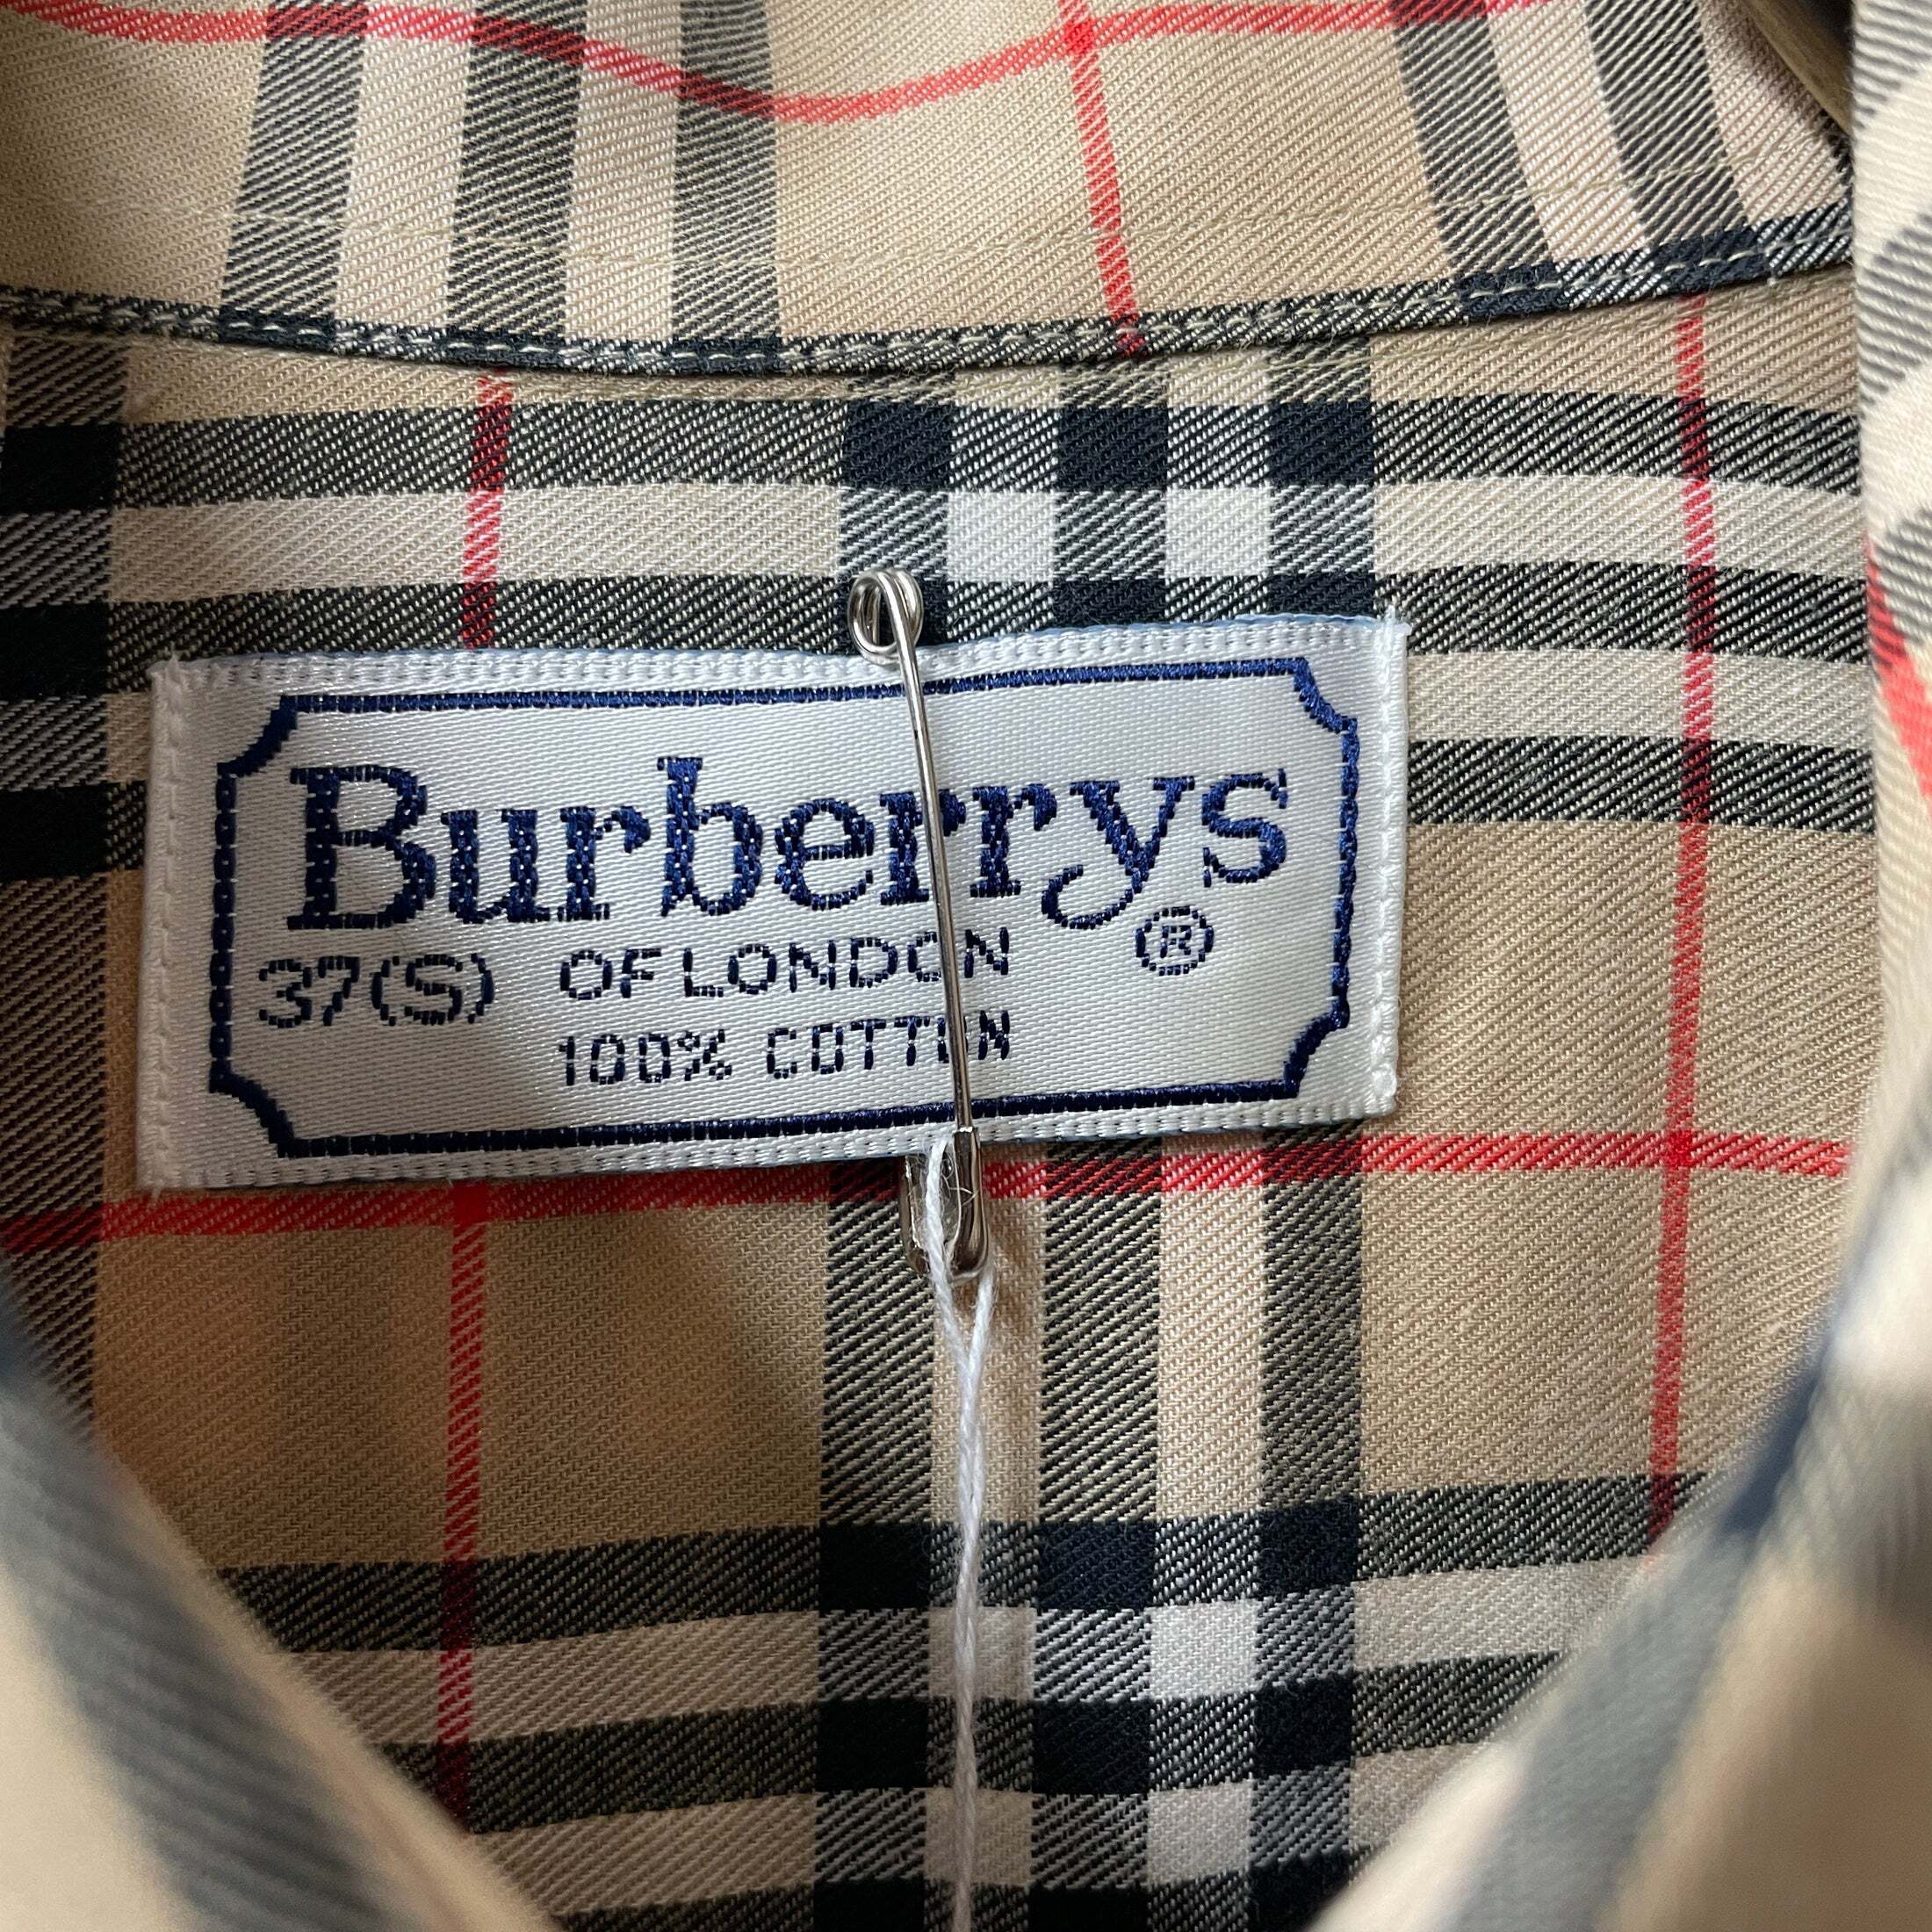 Burberrys
37(S) OF LONDON ®
100% COTTON